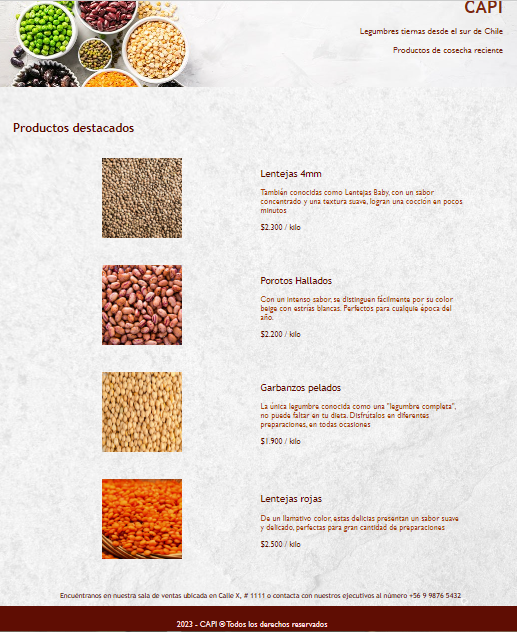 CAPI
Legumbres tiernas desde el sur de Chile
Productos de cosecha reciente
Productos destacados
Lentejas 4mm
También conocidas como Lentejas Baby, con un sabor
concentrado y una textura suave, logran una cocción en pocos
minutos
$2.300 / kilo
Porotos Hallados
Con un intenso sabor, se distinguen fácilmente por su color
beige con estrías blancas. Perfectos para cualquie época del
año.
$2.200 / kilo
Garbanzos pelados
La única legumbre conocida como una "legumbre completa",
no puede faltar en tu dieta. Disfrútalos en diferentes
preparaciones, en todas ocasiones
$1.900 / kilo
Lentejas rojas
De un llamativo color, estas delicias presentan un sabor suave
y delicado, perfectas para gran cantidad de preparaciones
$2.500 / kilo
Encuéntranos en nuestra sala de ventas ubicada en Calle X, # 1111 o contacta con nuestros ejecutivos al número +56 9 9876 5432
2023 - CAPI ® Todos los derechos reservados